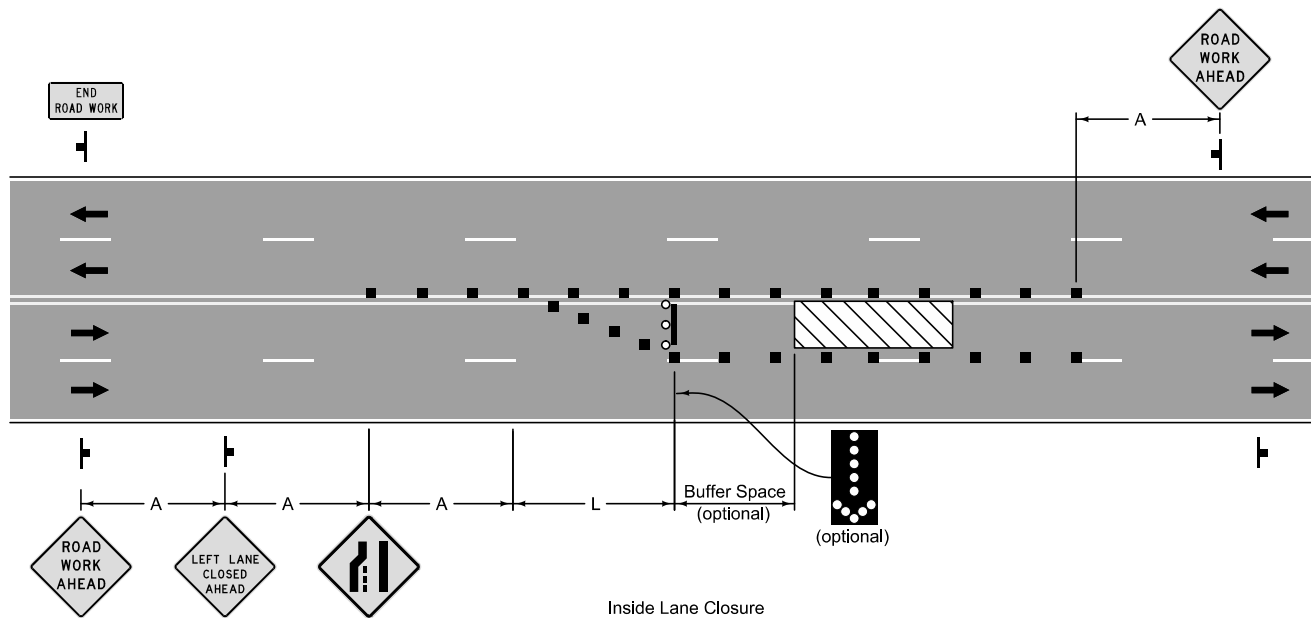 ROAD
WORK
AHEAD
END
ROAD WORK
A
A
A
A
L
Buffer Space
(optional)
(optional)
ROAD
WORK
AHEAD
LEFT LANE
CLOSED
AHEAD
Inside Lane Closure